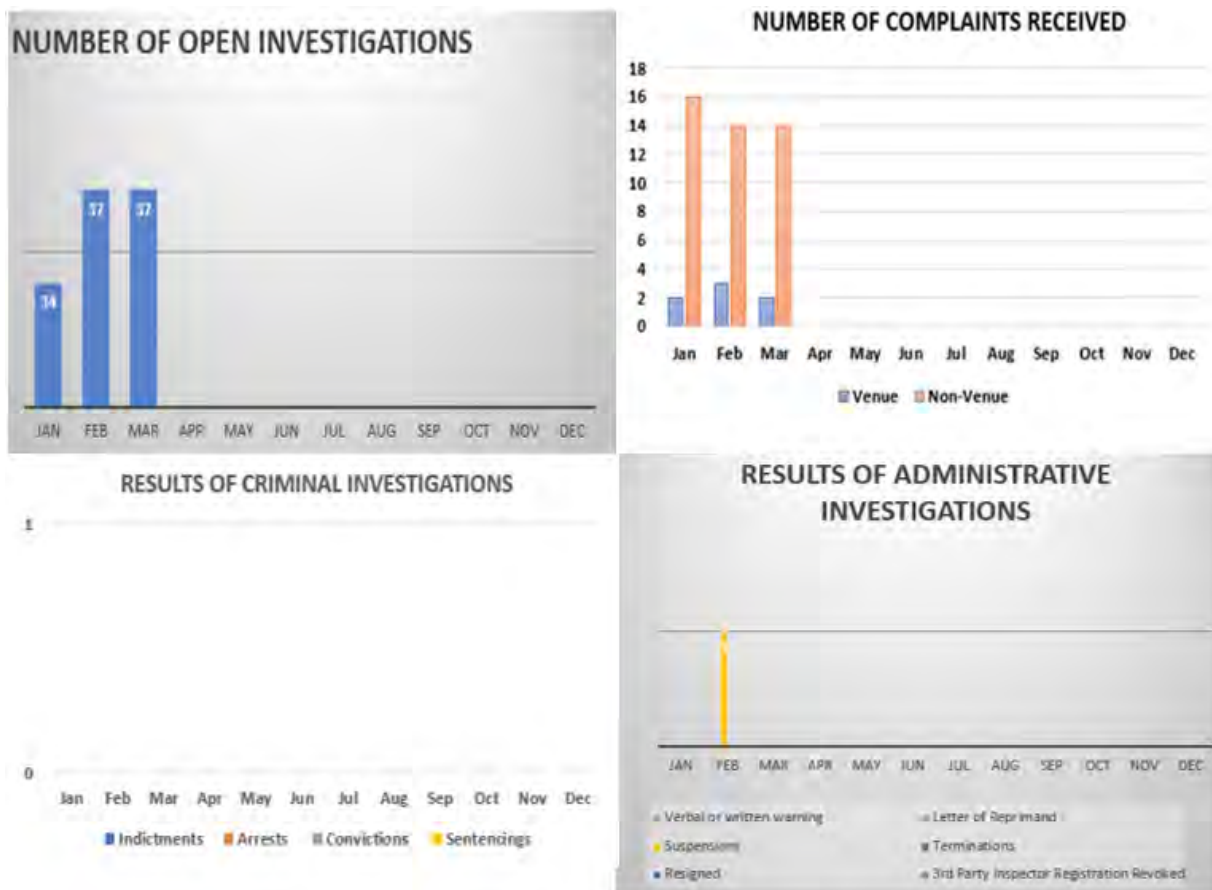 NUMBER OF OPEN INVESTIGATIONS
34
37
37
JAN FEB MAR APR MAY JUN JUL AUG SEP OCT NOV DEC
NUMBER OF COMPLAINTS RECEIVED
18
16
14
12
10
8
6
4
2
0
Jan Feb Mar Apr May Jun Jul Aug Sep Oct Nov Dec
Venue Non-Venue
RESULTS OF CRIMINAL INVESTIGATIONS
1
0
Jan Feb Mar Apr May Jun Jul Aug Sep Oct Nov Dec
Indictments Arrests Convictions Sentencings
RESULTS OF ADMINISTRATIVE
INVESTIGATIONS
JAN FEB MAR APR MAY JUN JUL AUG SEP OCT NOV DEC
Verbal or written warning Letter of Reprimand
Suspensions Terminations
Resigned 3rd Party Inspector Registration Revoked